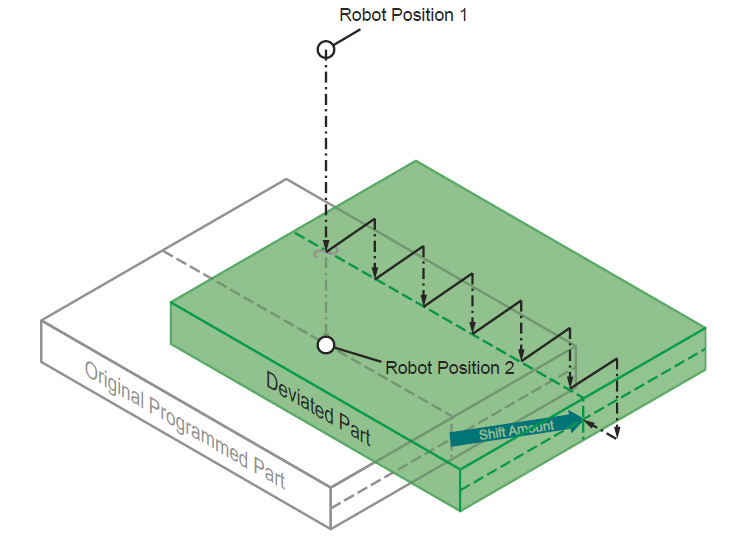 Robot Position 1
Robot Position 2
Deviated Part
Original Programmed Part
Shift Amount